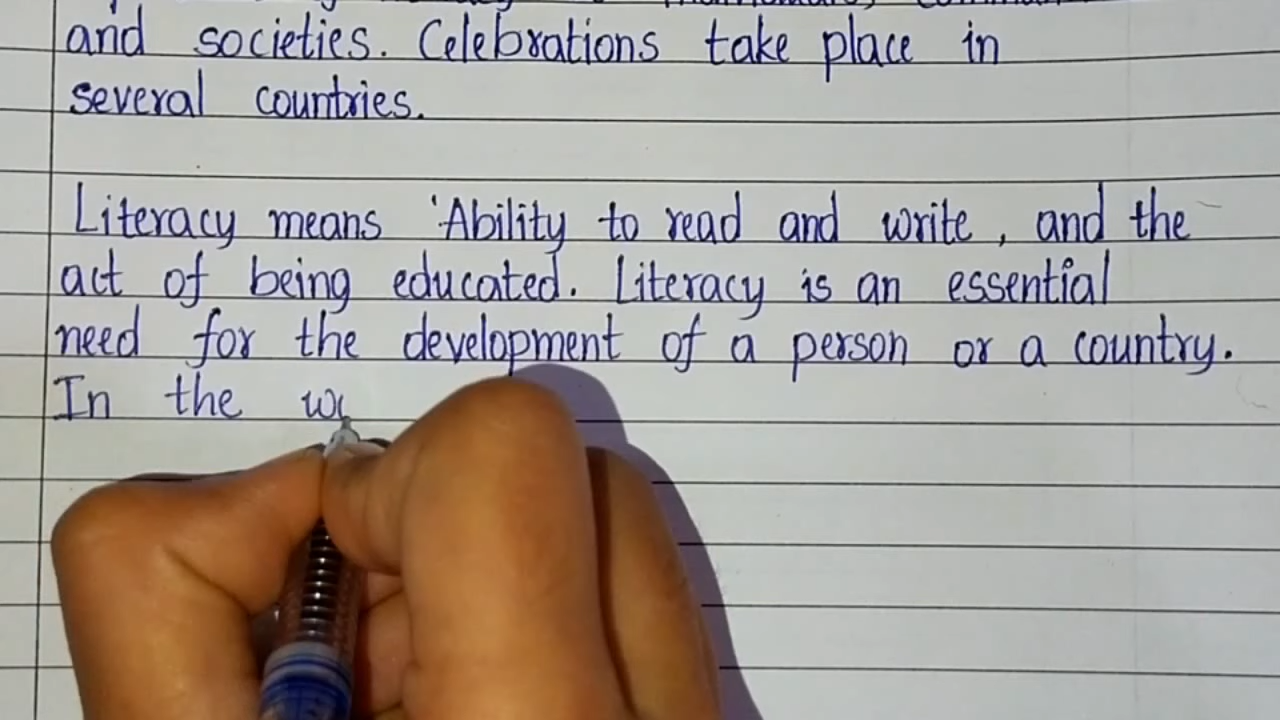 and societies. Celebrations take place in
several countries.
Literacy means 'Ability to read and write, and the
act of being educated. Literacy is an essential
need for the development of a person or a country.
In the